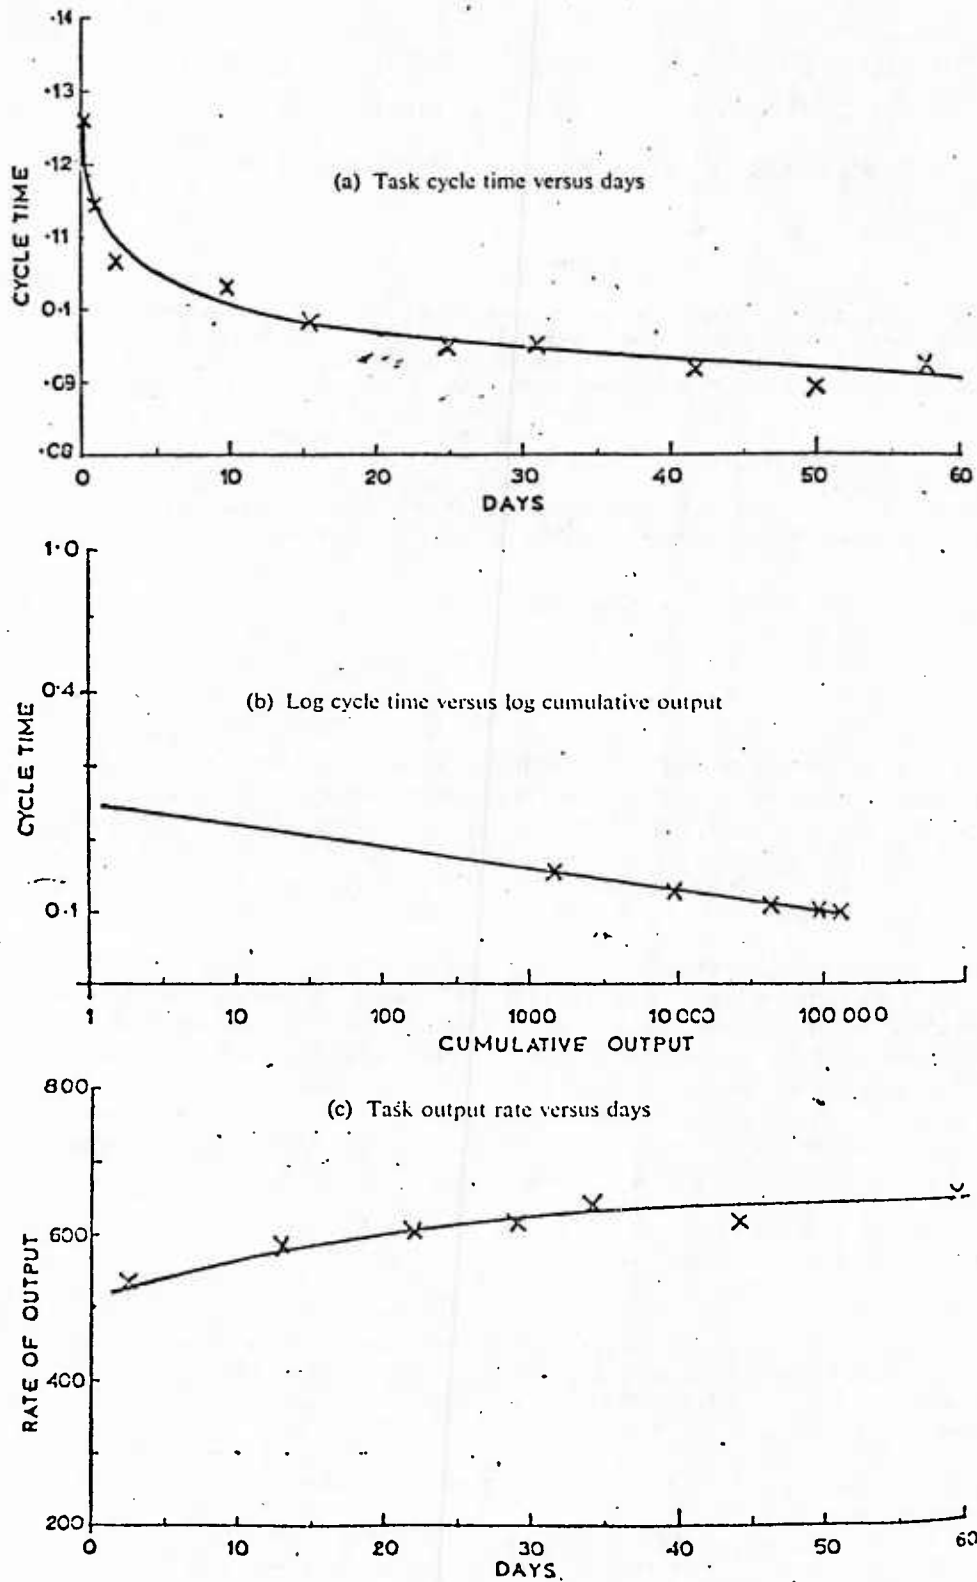 ·14
·13
·12
·11
0·1
·C9
·C8
CYCLE TIME
(a) Task cycle time versus days
0 10 20 30 40 50 60
DAYS
1·0
0·4
0·1
CYCLE TIME
(b) Log cycle time versus log cumulative output
1 10 100 1000 10 000 100 000
CUMULATIVE OUTPUT
800
600
400
200
RATE OF OUTPUT
(c) Task output rate versus days
0 10 20 30 40 50 60
DAYS